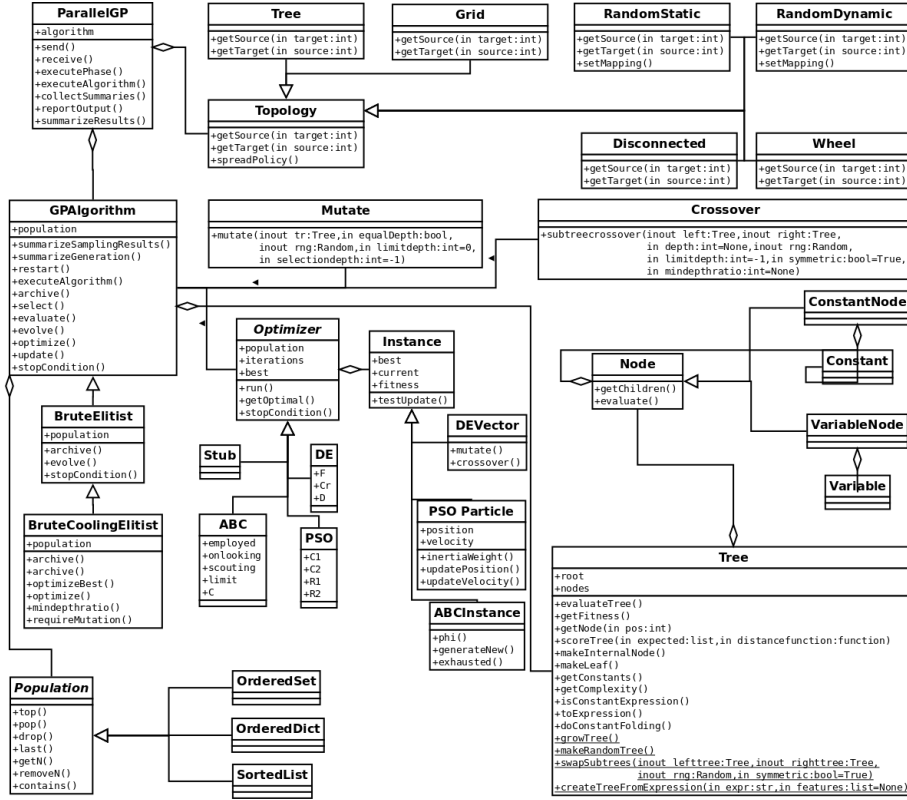 ParallelGP
+algorithm
+send()
+receive()
+executePhase()
+executeAlgorithm()
+collectSummaries()
+reportOutput()
+summarizeResults()
Tree
+getSource(in target:int)
+getTarget(in source:int)
Grid
+getSource(in target:int)
+getTarget(in source:int)
RandomStatic
+getSource(in target:int)
+getTarget(in source:int)
+setMapping()
RandomDynamic
+getSource(in target:int)
+getTarget(in source:int)
+setMapping()
Topology
+getSource(in target:int)
+getTarget(in source:int)
+spreadPolicy()
Disconnected
+getSource(in target:int)
+getTarget(in source:int)
Wheel
+getSource(in target:int)
+getTarget(in source:int)
GPAlgorithm
+population
+summarizeSamplingResults()
+summarizeGeneration()
+restart()
+executeAlgorithm()
+archive()
+select()
+evaluate()
+evolve()
+optimize()
+update()
+stopCondition()
Mutate
+mutate(inout tr:Tree,in equalDepth:bool,
inout rng:Random,in limitdepth:int=0,
in selectiondepth:int=-1)
Crossover
+subtreecrossover(inout left:Tree,inout right:Tree,
in depth:int=None,inout rng:Random,
in limitdepth:int=-1,in symmetric:bool=True,
in mindepthratio:int=None)
Optimizer
+population
+iterations
+best
+run()
+getOptimal()
+stopCondition()
Instance
+best
+current
+fitness
+testUpdate()
Node
+getChildren()
+evaluate()
ConstantNode
Constant
VariableNode
Variable
BruteElitist
+population
+archive()
+evolve()
+stopCondition()
Stub
DE
+F
+Cr
+D
DEVector
+mutate()
+crossover()
BruteCoolingElitist
+population
+archive()
+archive()
+optimizeBest()
+optimize()
+mindepthratio()
+requireMutation()
ABC
+employed
+onlooking
+scouting
+limit
+C
PSO
+C1
+C2
+R1
+R2
PSO Particle
+position
+velocity
+inertiaWeight()
+updatePosition()
+updateVelocity()
ABCInstance
+phi()
+generateNew()
+exhausted()
Tree
+root
+nodes
+evaluateTree()
+getFitness()
+getNode(in pos:int)
+scoreTree(in expected:list,in distancefunction:function)
+makeInternalNode()
+makeLeaf()
+getConstants()
+getComplexity()
+isConstantExpression()
+toExpression()
+doConstantFolding()
+growTree()
+makeRandomTree()
+swapSubtrees(inout lefttree:Tree,inout righttree:Tree,
inout rng:Random,in symmetric:bool=True)
+createTreeFromExpression(in expr:str,in features:list=None)
Population
+top()
+pop()
+drop()
+last()
+getN()
+removeN()
+contains()
OrderedSet
OrderedDict
SortedList